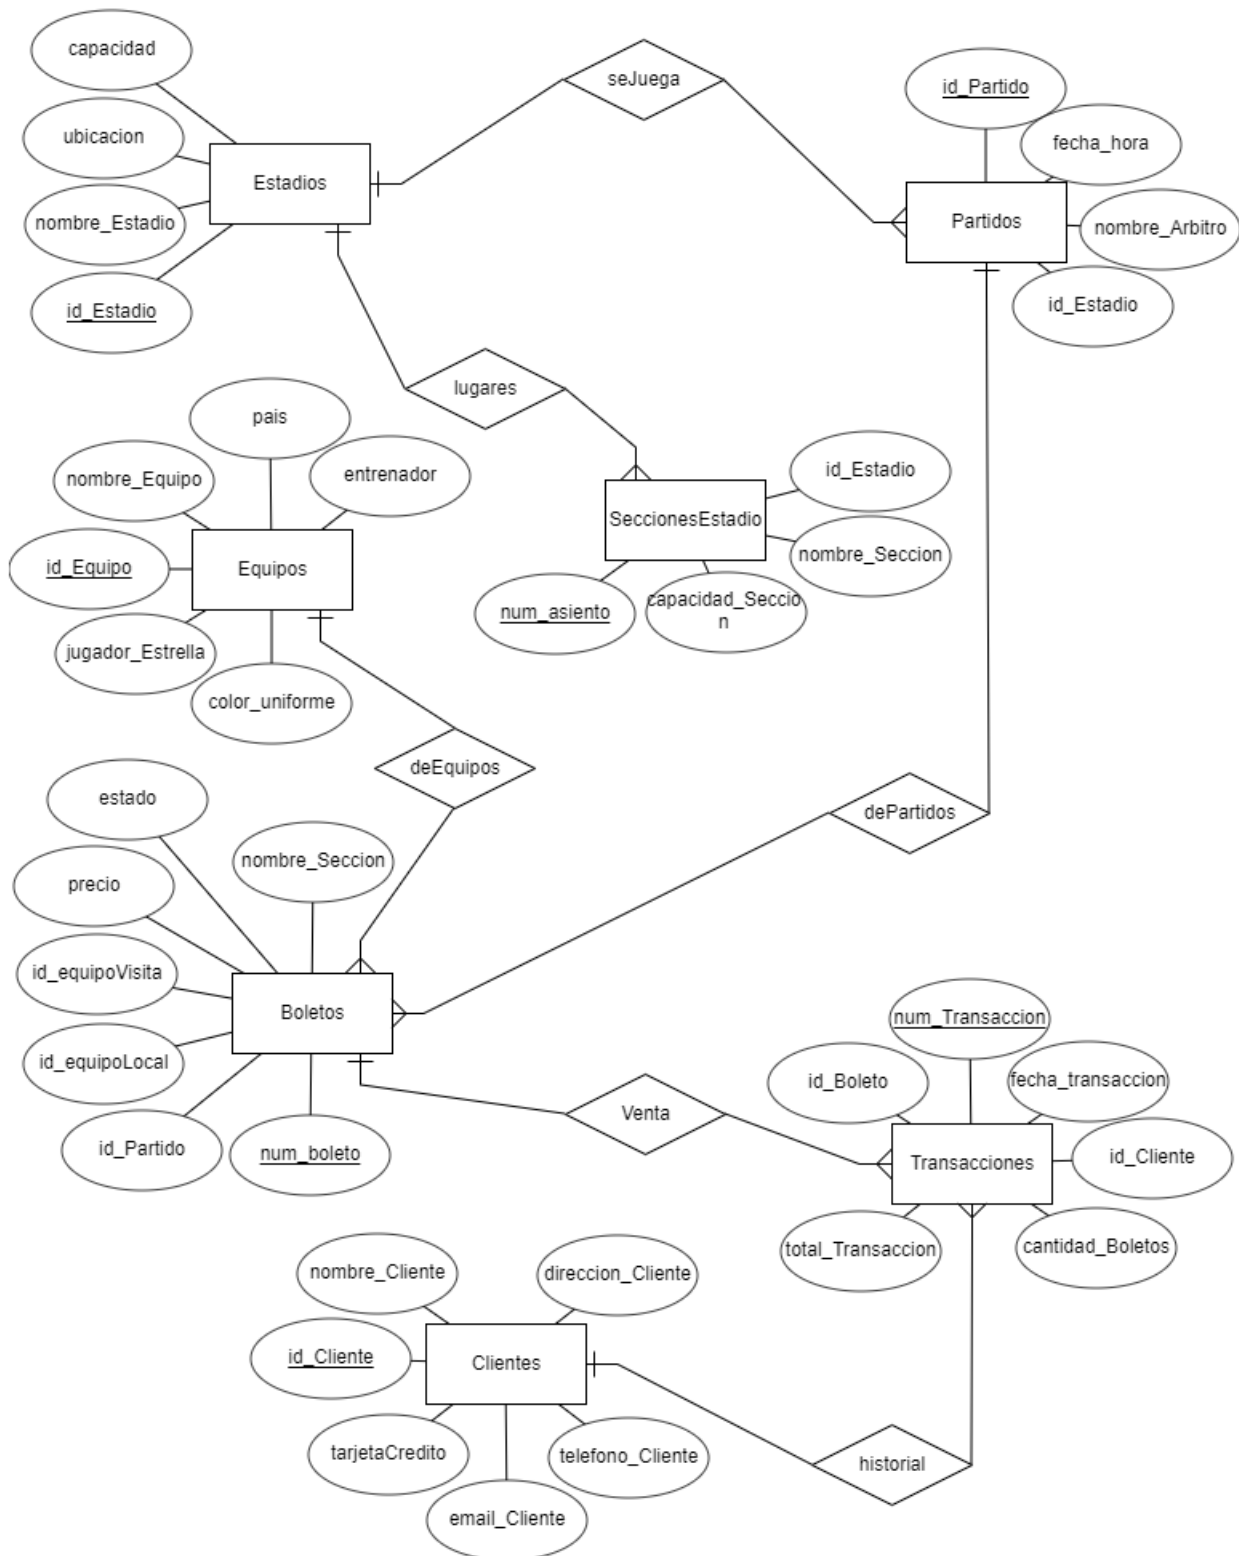 capacidad
seJuega
id_Partido
ubicacion
fecha_hora
Estadios
nombre_Estadio
Partidos
nombre_Arbitro
id_Estadio
id_Estadio
lugares
pais
nombre_Equipo
entrenador
id_Estadio
SeccionesEstadio
nombre_Seccion
id_Equipo
Equipos
num_asiento
capacidad_Seccio
n
jugador_Estrella
color_uniforme
deEquipos
estado
dePartidos
nombre_Seccion
precio
id_equipoVisita
Boletos
num_Transaccion
id_equipoLocal
id_Boleto
fecha_transaccion
Venta
id_Partido
num_boleto
Transacciones
id_Cliente
total_Transaccion
cantidad_Boletos
nombre_Cliente
direccion_Cliente
id_Cliente
Clientes
tarjetaCredito
telefono_Cliente
historial
email_Cliente